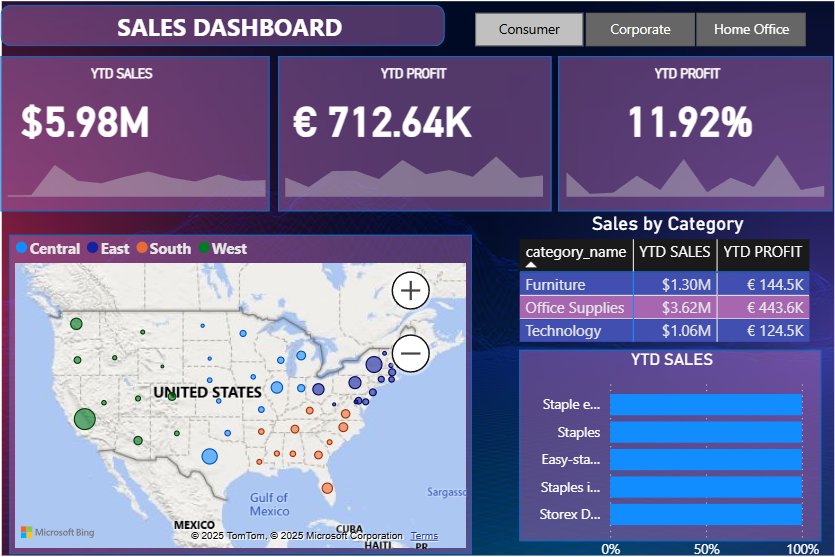 SALES DASHBOARD
Consumer
Corporate
Home Office
YTD SALES
$5.98M
YTD PROFIT
€ 712.64K
YTD PROFIT
11.92%
Central East South West
UNITED STATES
Gulf of
Mexico
Sargasso
MEXICO
CUBA
HAITI
PR
Microsoft Bing
© 2025 TomTom, © 2025 Microsoft Corporation Terms
Sales by Category
category_name YTD SALES YTD PROFIT
Furniture $1.30M € 144.5K
Office Supplies $3.62M € 443.6K
Technology $1.06M € 124.5K
YTD SALES
Staple e...
Staples
Easy-sta...
Staples i...
Storex D...
0% 50% 100%